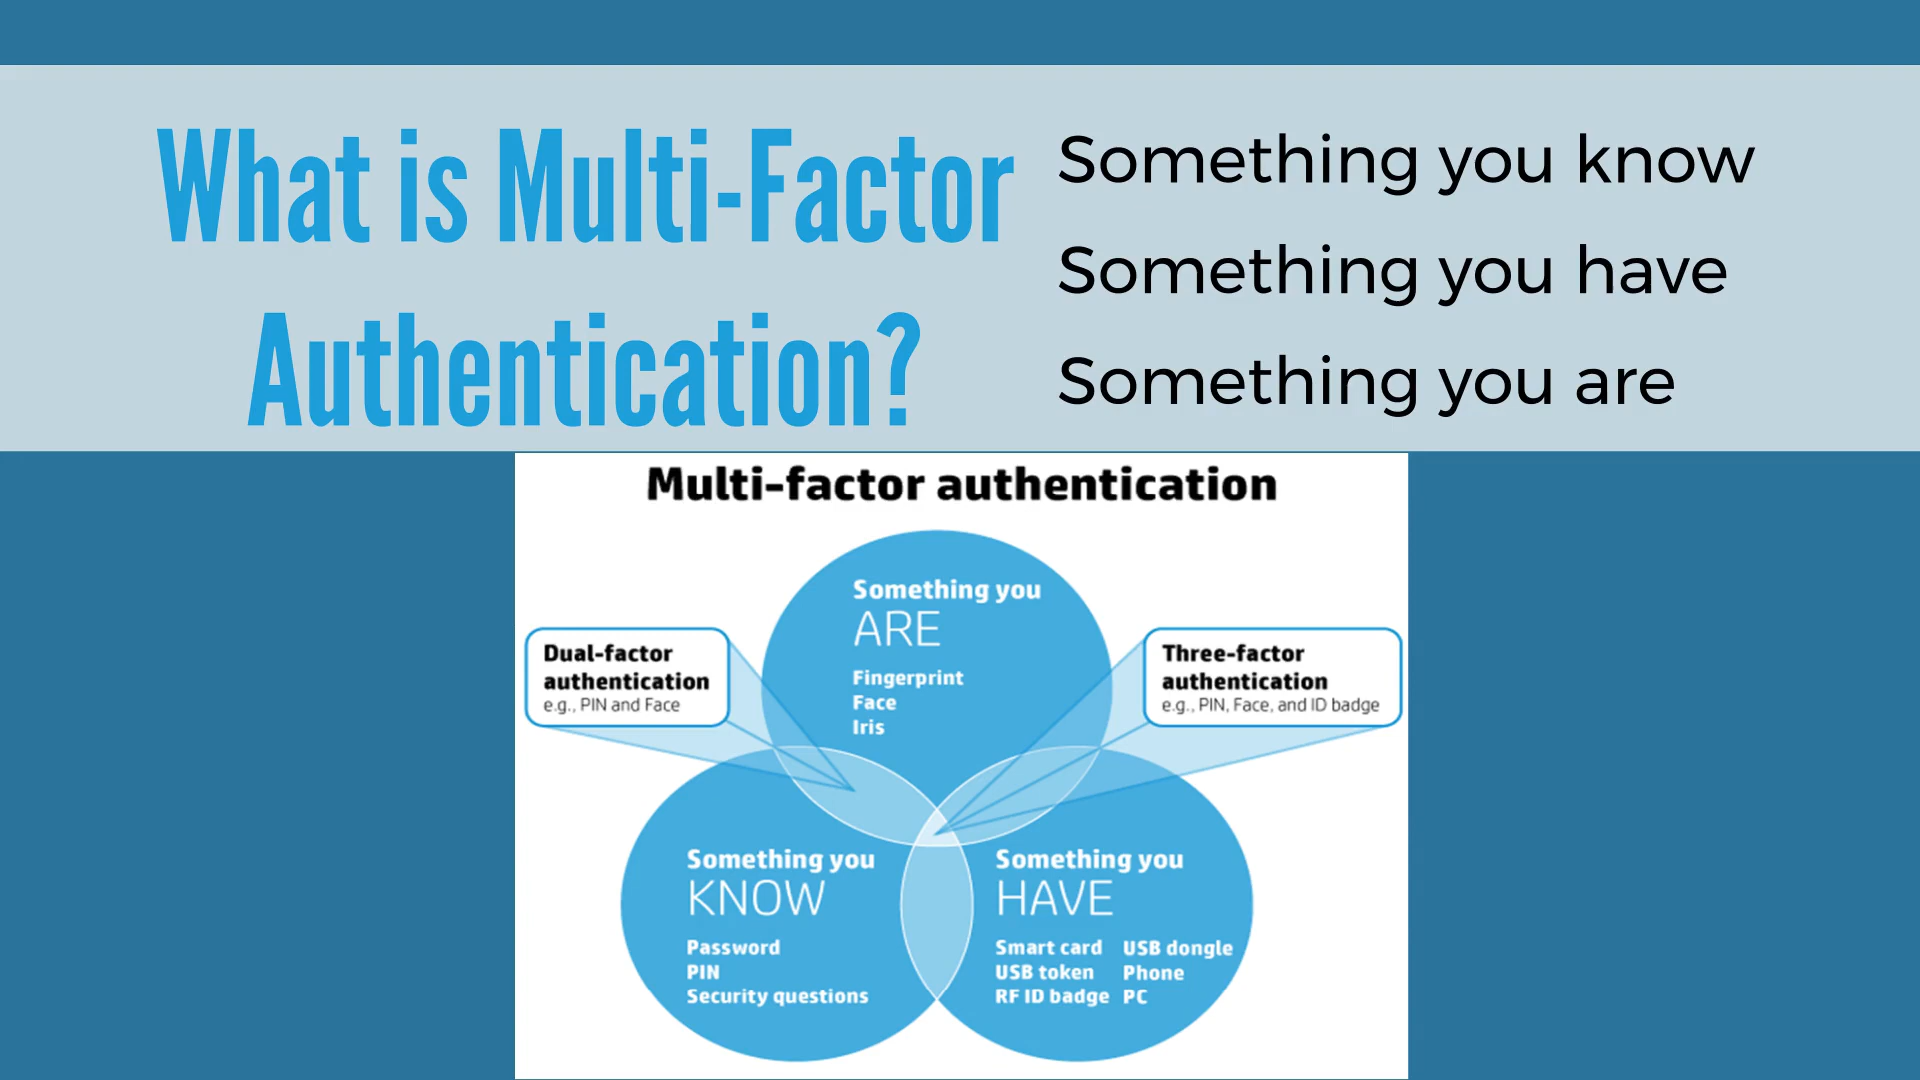 What is Multi-Factor
Authentication?
Something you know
Something you have
Something you are
Multi-factor authentication
Something you
ARE
Fingerprint
Face
Iris
Dual-factor
authentication
e.g., PIN and Face
Three-factor
authentication
e.g., PIN, Face, and ID badge
Something you
KNOW
Password
PIN
Security questions
Something you
HAVE
Smart card USB dongle
USB token Phone
RF ID badge PC